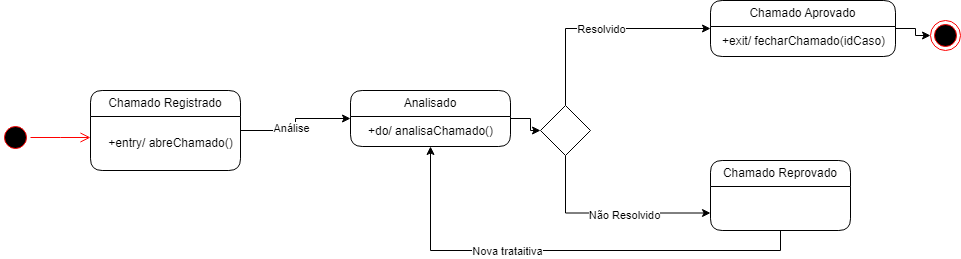 Chamado Registrado
+entry/ abreChamado()
Análise
Analisado
+do/ analisaChamado()
Resolvido
Chamado Aprovado
+exit/ fecharChamado(idCaso)
Não Resolvido
Chamado Reprovado
Nova trataitiva